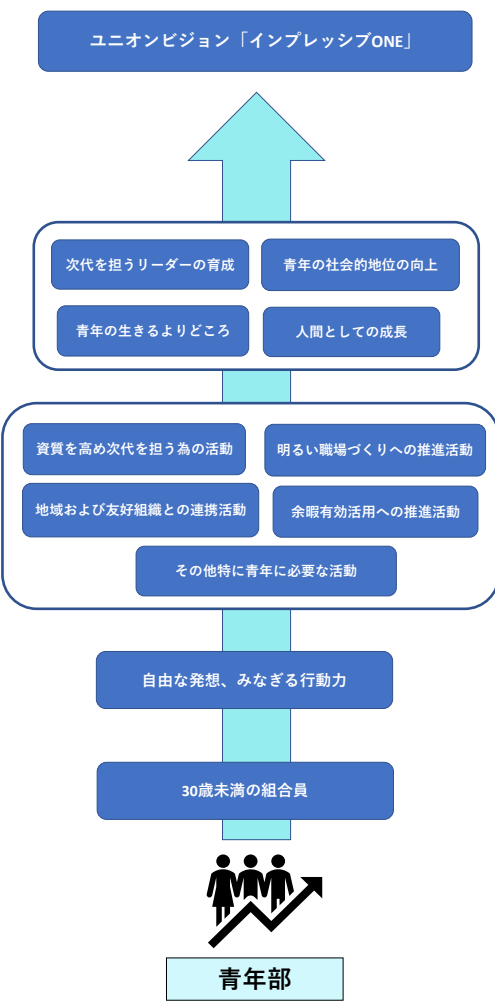 ユニオンビジョン「インプレッシブONE」
次代を担うリーダーの育成
青年の社会的地位の向上
青年の生きるよりどころ
人間としての成長
資質を高め次代を担う為の活動
明るい職場づくりへの推進活動
地域および友好組織との連携活動
余暇有効活用への推進活動
その他特に青年に必要な活動
自由な発想、みなぎる行動力
30歳未満の組合員
青年部